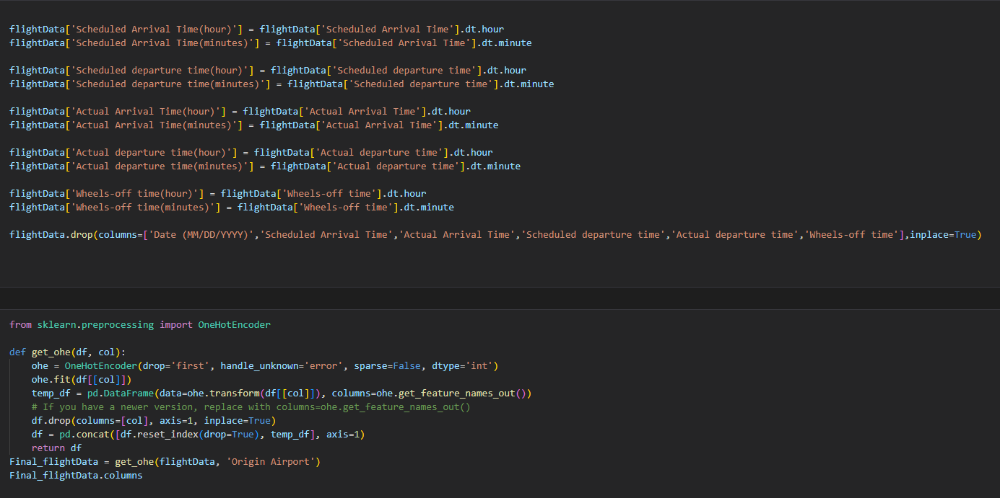 flightData['Scheduled Arrival Time(hour)'] = flightData['Scheduled Arrival Time'].dt.hour
flightData['Scheduled Arrival Time(minutes)'] = flightData['Scheduled Arrival Time'].dt.minute
flightData['Scheduled departure time(hour)'] = flightData['Scheduled departure time'].dt.hour
flightData['Scheduled departure time(minutes)'] = flightData['Scheduled departure time'].dt.minute
flightData['Actual Arrival Time(hour)'] = flightData['Actual Arrival Time'].dt.hour
flightData['Actual Arrival Time(minutes)'] = flightData['Actual Arrival Time'].dt.minute
flightData['Actual departure time(hour)'] = flightData['Actual departure time'].dt.hour
flightData['Actual departure time(minutes)'] = flightData['Actual departure time'].dt.minute
flightData['Wheels-off time(hour)'] = flightData['Wheels-off time'].dt.hour
flightData['Wheels-off time(minutes)'] = flightData['Wheels-off time'].dt.minute
flightData.drop(columns=['Date (MM/DD/YYYY)','Scheduled Arrival Time','Actual Arrival Time','Scheduled departure time','Actual departure time','Wheels-off time'],inplace=True)
from sklearn.preprocessing import OneHotEncoder
def get_ohe(df, col):
    ohe = OneHotEncoder(drop='first', handle_unknown='error', sparse=False, dtype='int')
    ohe.fit(df[[col]])
    temp_df = pd.DataFrame(data=ohe.transform(df[[col]]), columns=ohe.get_feature_names_out())
    # If you have a newer version, replace with columns=ohe.get_feature_names_out()
    df.drop(columns=[col], axis=1, inplace=True)
    df = pd.concat([df.reset_index(drop=True), temp_df], axis=1)
    return df
Final_flightData = get_ohe(flightData, 'Origin Airport')
Final_flightData.columns